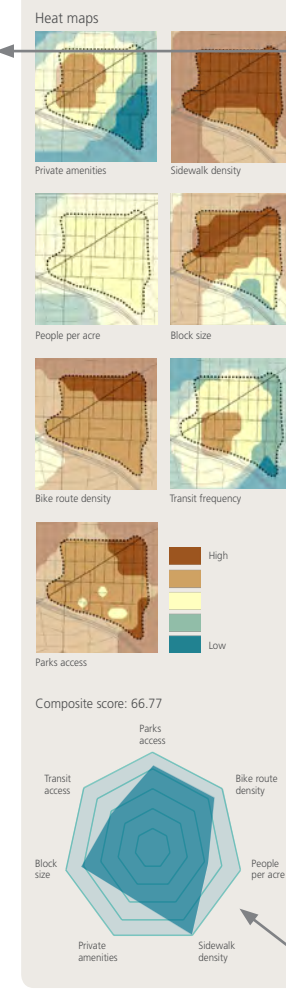 Heat maps
Private amenities
Sidewalk density
People per acre
Block size
Bike route density
Transit frequency
Parks access
High
Low
Composite score: 66.77
Parks
access
Bike route
density
People
per acre
Sidewalk
density
Private
amenities
Block
size
Transit
access